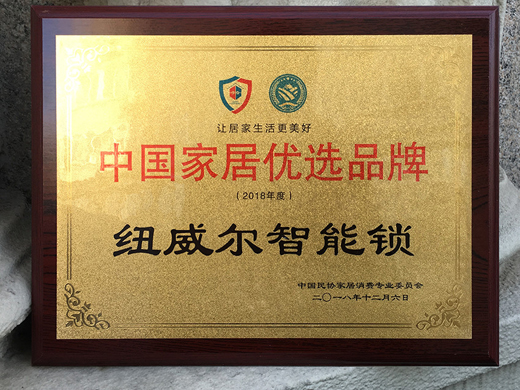 让居家生活更美好
中国家居优选品牌
(2018年度)
纽威尔智能锁
中国民协家居消费专业委员会
二〇一八年十二月六日